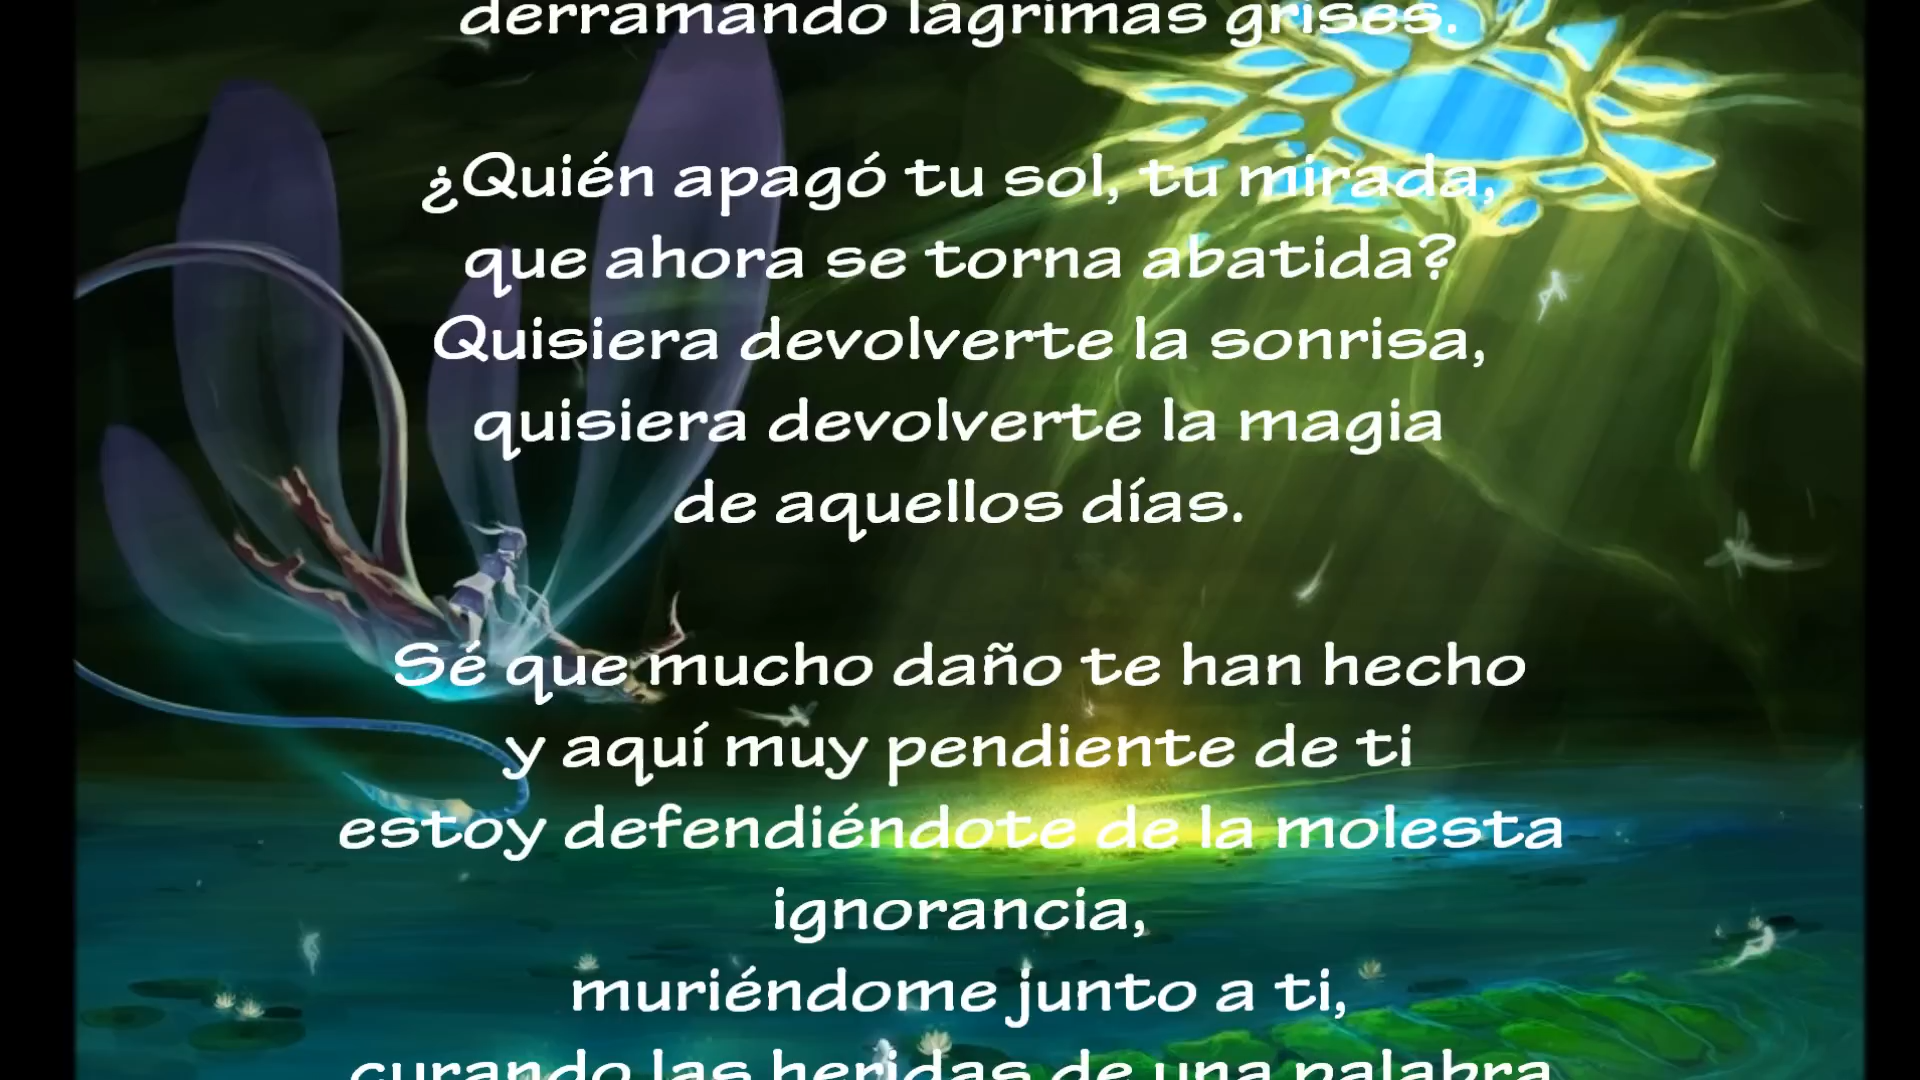 derramando lágrimas grises.
¿Quién apagó tu sol, tu mirada,
que ahora se torna abatida?
Quisiera devolverte la sonrisa,
quisiera devolverte la magia
de aquellos días.
Sé que mucho daño te han hecho
y aquí muy pendiente de ti
estoy defendiéndote de la molesta
ignorancia,
muriéndome junto a ti,
curando las heridas de una palabra